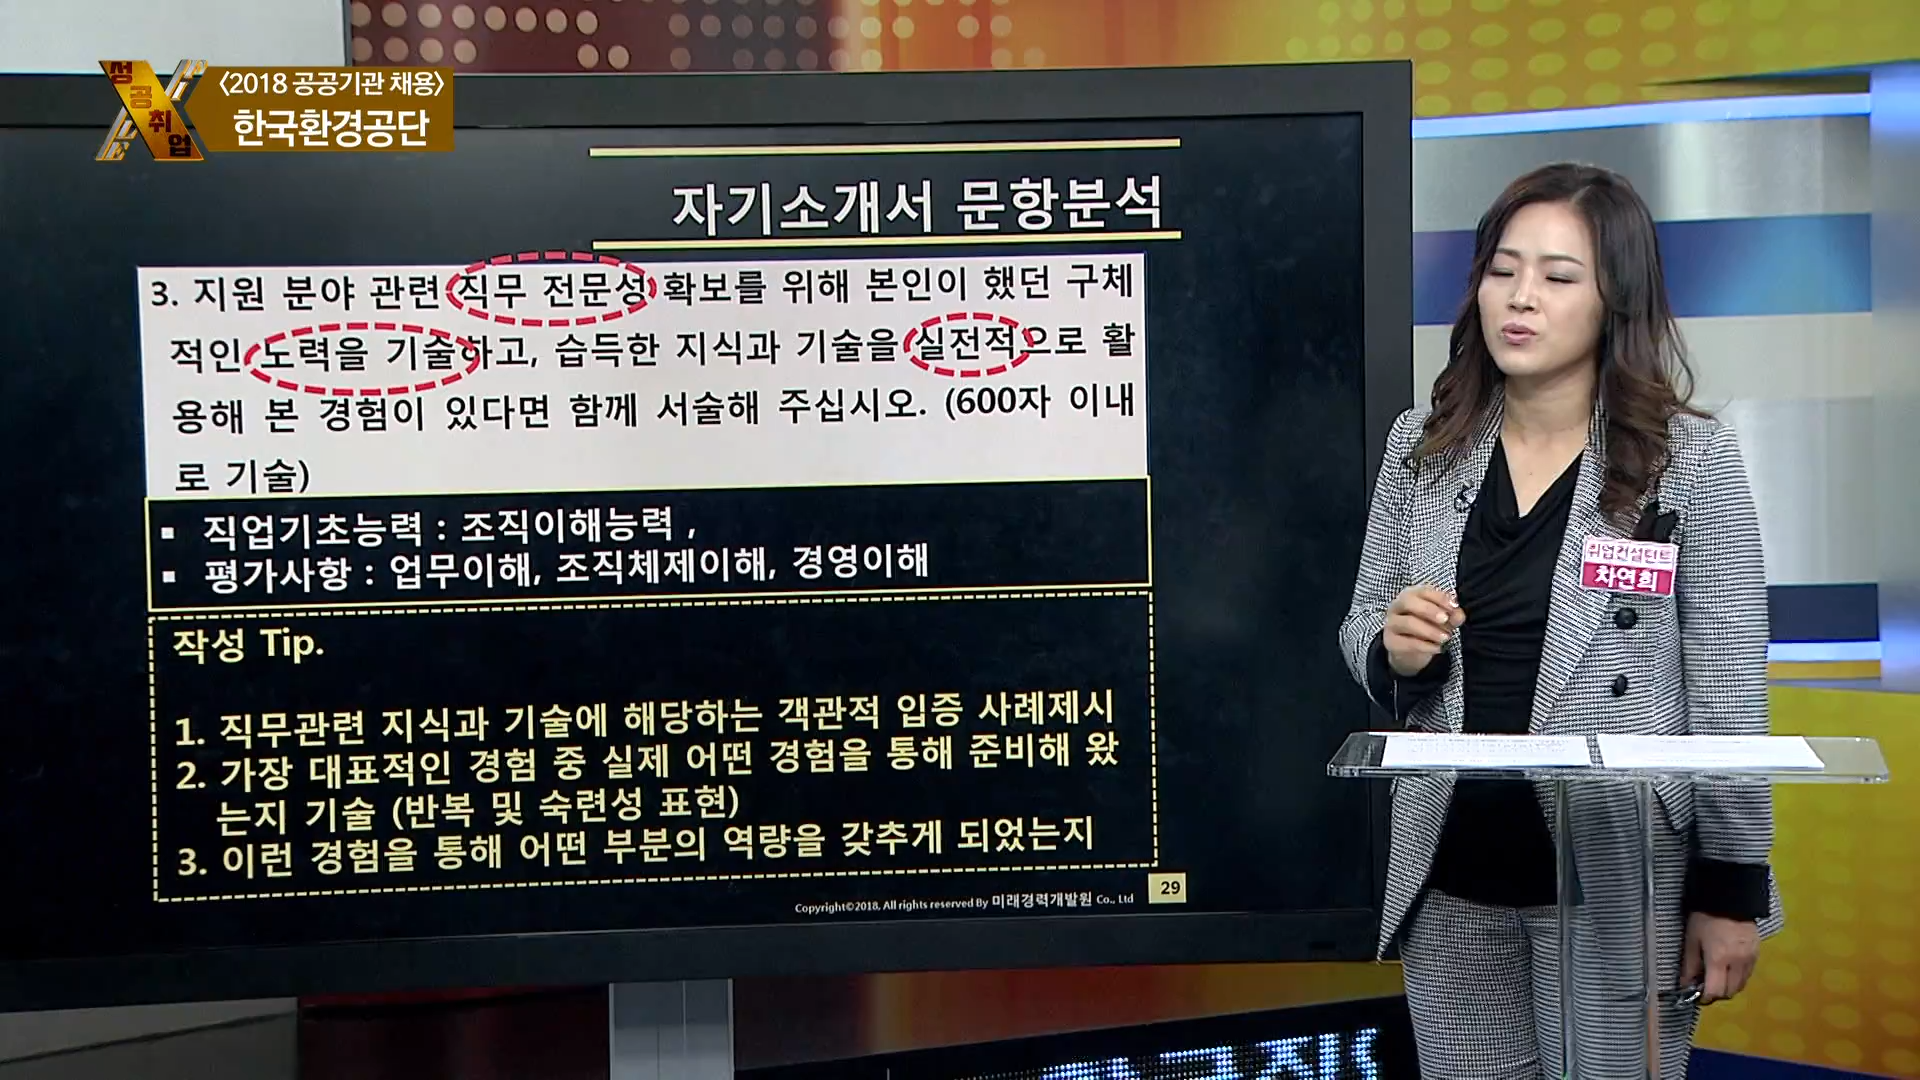 성공취업
X FILE
<2018 공공기관 채용>
한국환경공단
자기소개서 문항분석
3. 지원 분야 관련 직무 전문성 확보를 위해 본인이 했던 구체
적인 노력을 기술하고, 습득한 지식과 기술을 실전적으로 활
용해 본 경험이 있다면 함께 서술해 주십시오. (600자 이내
로 기술)
▪ 직업기초능력 : 조직이해능력 ,
▪ 평가사항 : 업무이해, 조직체제이해, 경영이해
작성 Tip.
1. 직무관련 지식과 기술에 해당하는 객관적 입증 사례제시
2. 가장 대표적인 경험 중 실제 어떤 경험을 통해 준비해 왔
는지 기술 (반복 및 숙련성 표현)
3. 이런 경험을 통해 어떤 부분의 역량을 갖추게 되었는지
Copyright©2018, All rights reserved By 미래경력개발원 Co., Ltd
29
취업컨설턴트
차연희